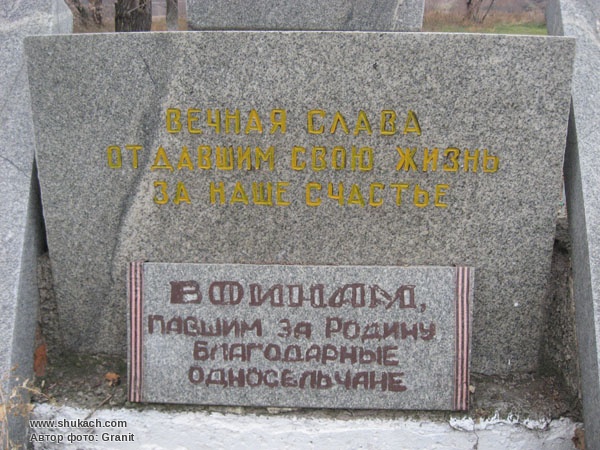 ВЕЧНАЯ СЛАВА
ОТДАВШИМ СВОЮ ЖИЗНЬ
ЗА НАШЕ СЧАСТЬЕ
ВОИНАМ,
ПАВШИМ ЗА РОДИНУ
БЛАГОДАРНЫЕ
ОДНОСЕЛЬЧАНЕ
www.shukach.com
Автор фото: Granit